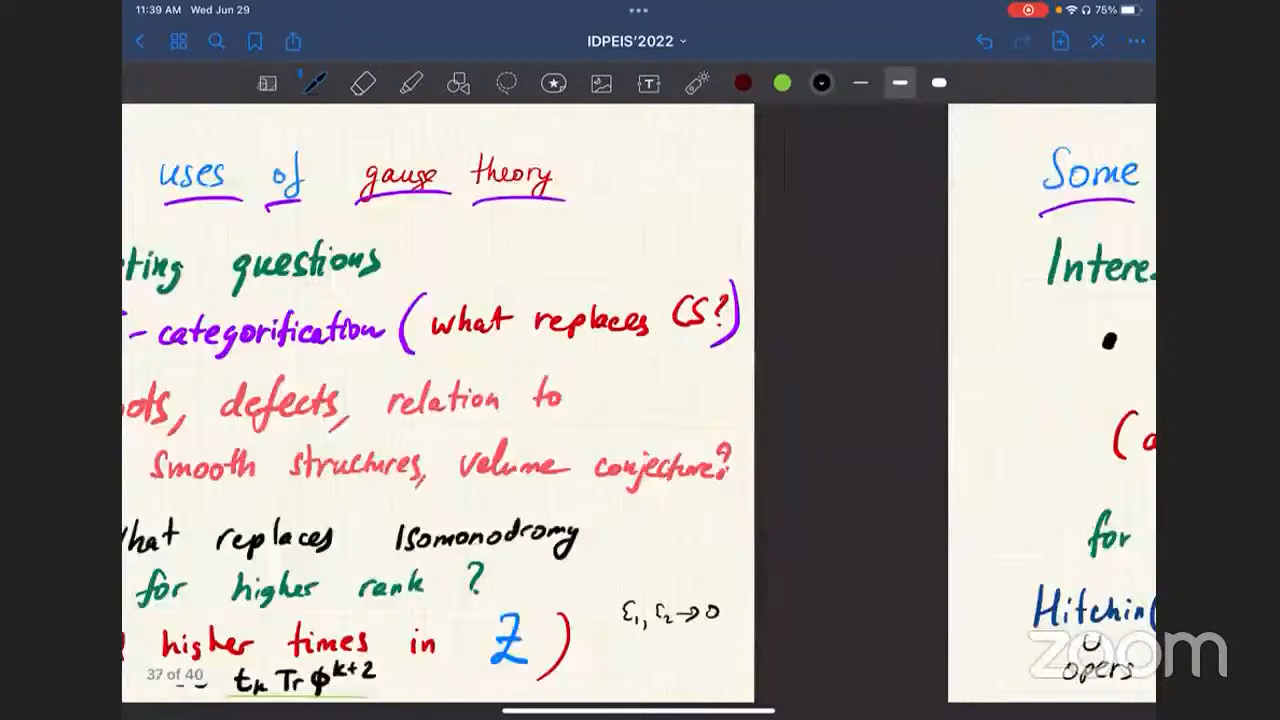 11:39 AM Wed Jun 29
75%
IDPEIS'2022
uses of gauge theory
ting questions
-categorification (what replaces CS?)
ots, defects, relation to
smooth structures, volume conjecture?
hat replaces Isomonodromy
for higher rank ?
higher times in Z )
ε₁, ε₂ → 0
37 of 40
tₖ Tr ϕᵏ⁺²
Some
Intere
•
(a
for
Hitchin(
∪
opers
zoom